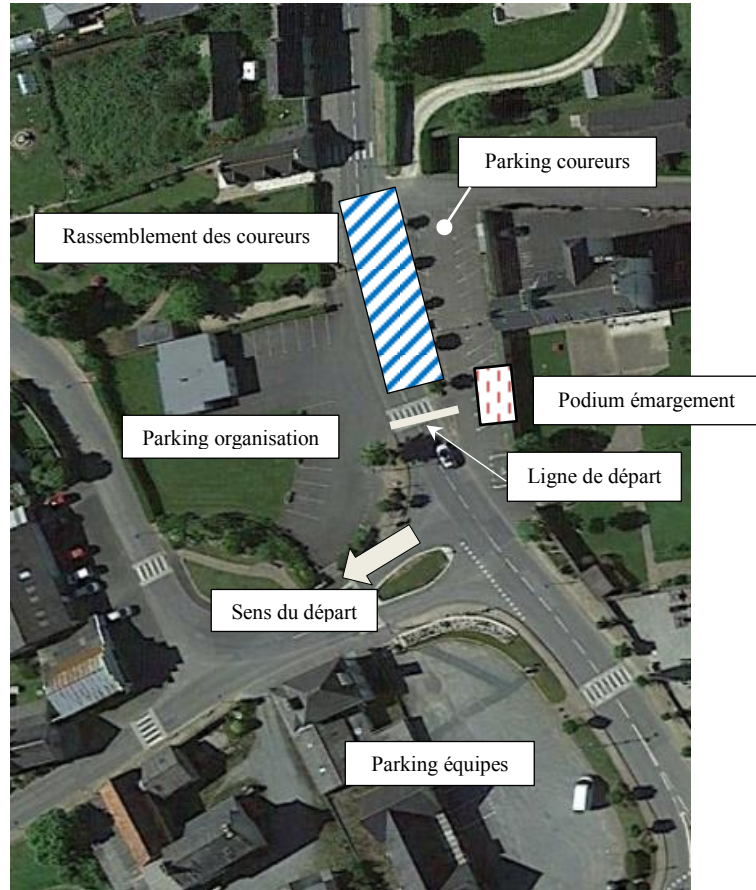 Parking coureurs
Rassemblement des coureurs
Podium émargement
Parking organisation
Ligne de départ
Sens du départ
Parking équipes